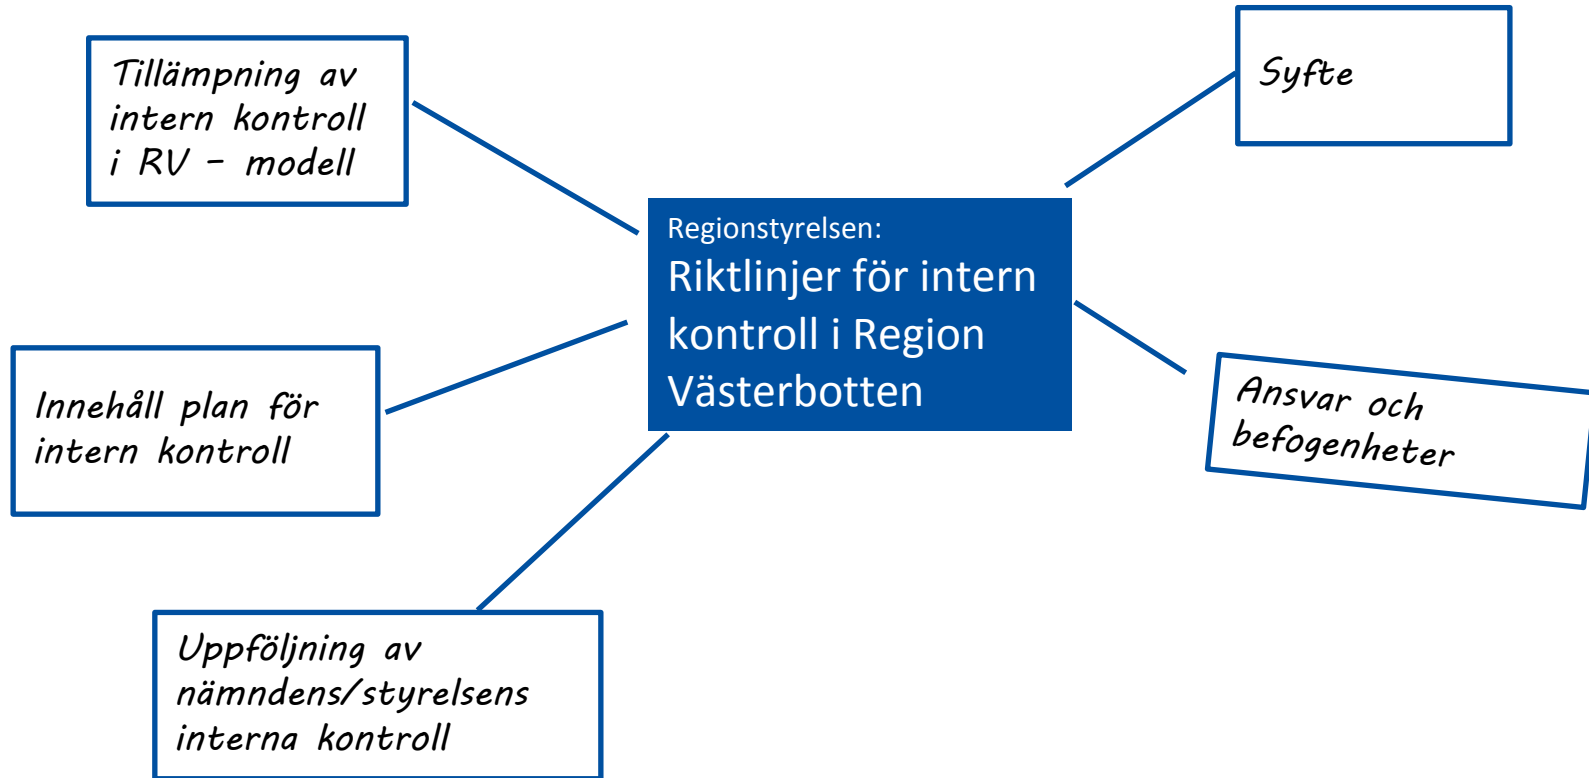 Tillämpning av
intern kontroll
i RV – modell
Syfte
Regionstyrelsen:
Riktlinjer för intern
kontroll i Region
Västerbotten
Innehåll plan för
intern kontroll
Ansvar och
befogenheter
Uppföljning av
nämndens/styrelsens
interna kontroll